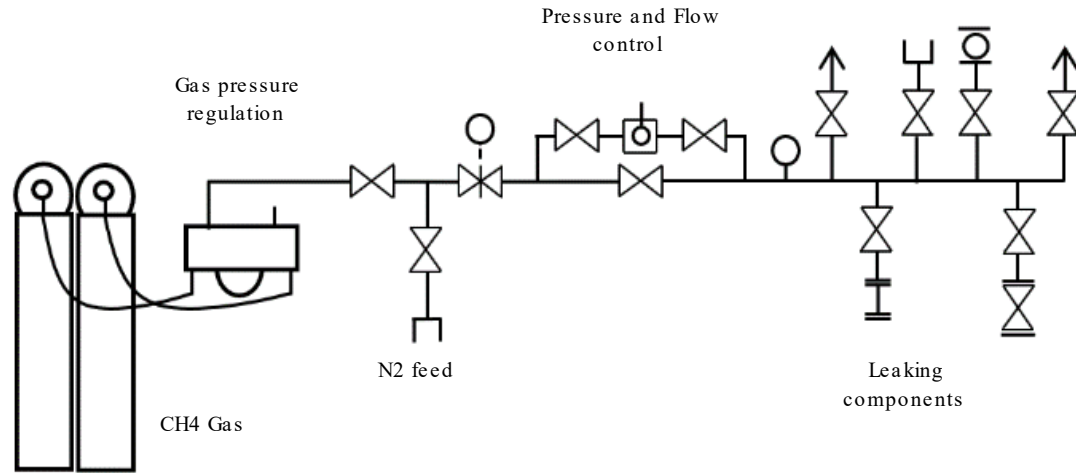 Pressure and Flow
control
Gas pressure
regulation
N2 feed
Leaking
components
CH4 Gas